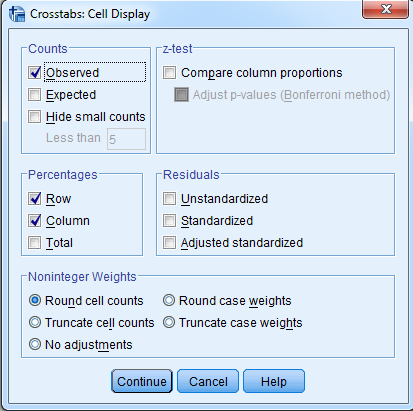 Crosstabs: Cell Display
Counts
Observed
Expected
Hide small counts
Less than 5
z-test
Compare column proportions
Adjust p-values (Bonferroni method)
Percentages
Row
Column
Total
Residuals
Unstandardized
Standardized
Adjusted standardized
Noninteger Weights
Round cell counts
Round case weights
Truncate cell counts
Truncate case weights
No adjustments
Continue
Cancel
Help